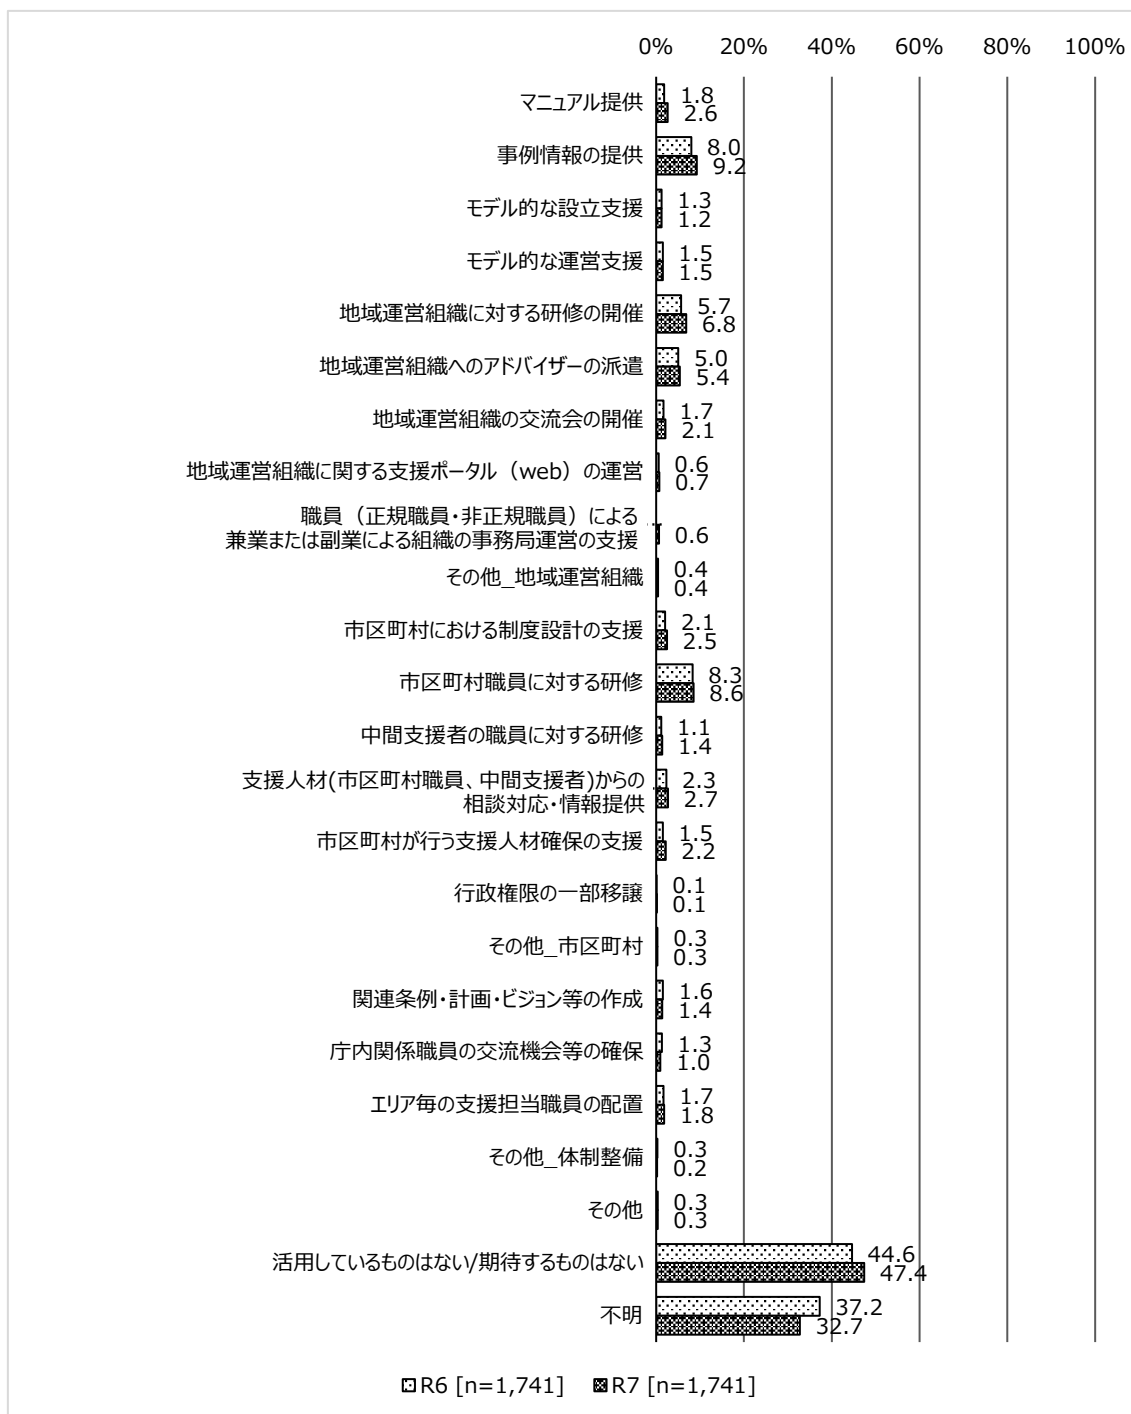 0% 20% 40% 60% 80% 100%
マニュアル提供 1.8
2.6
事例情報の提供 8.0
9.2
モデル的な設立支援 1.3
1.2
モデル的な運営支援 1.5
1.5
地域運営組織に対する研修の開催 5.7
6.8
地域運営組織へのアドバイザーの派遣 5.0
5.4
地域運営組織の交流会の開催 1.7
2.1
地域運営組織に関する支援ポータル（web）の運営 0.6
0.7
職員（正規職員・非正規職員）による
兼業または副業による組織の事務局運営の支援 0.6
その他_地域運営組織 0.4
0.4
市区町村における制度設計の支援 2.1
2.5
市区町村職員に対する研修 8.3
8.6
中間支援者の職員に対する研修 1.1
1.4
支援人材(市区町村職員、中間支援者)からの 2.3
相談対応・情報提供 2.7
市区町村が行う支援人材確保の支援 1.5
2.2
行政権限の一部移譲 0.1
0.1
その他_市区町村 0.3
0.3
関連条例・計画・ビジョン等の作成 1.6
1.4
庁内関係職員の交流機会等の確保 1.3
1.0
エリア毎の支援担当職員の配置 1.7
1.8
その他_体制整備 0.3
0.2
その他 0.3
0.3
活用しているものはない/期待するものはない 44.6
47.4
不明 37.2
32.7
R6 [n=1,741] R7 [n=1,741]